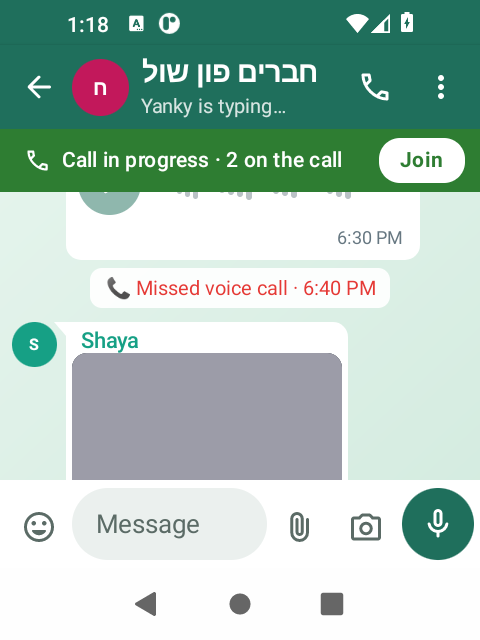 1:18
חברים פון שול
ח
Yanky is typing…
Call in progress · 2 on the call
Join
6:30 PM
Missed voice call · 6:40 PM
S
Shaya
Message